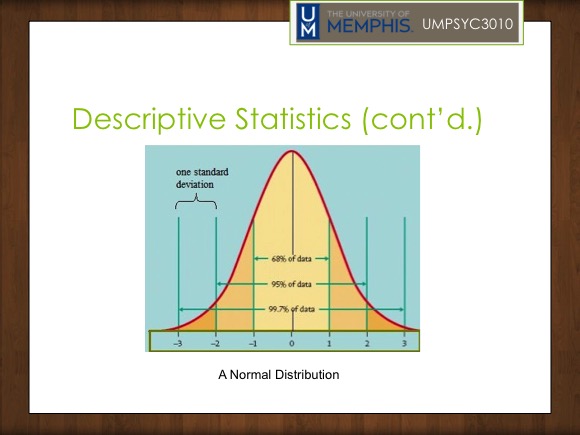 UM
THE UNIVERSITY OF
MEMPHIS.
UMPSYC3010
Descriptive Statistics (cont’d.)
one standard
deviation
68% of data
95% of data
99.7% of data
-3 -2 -1 0 1 2 3
A Normal Distribution